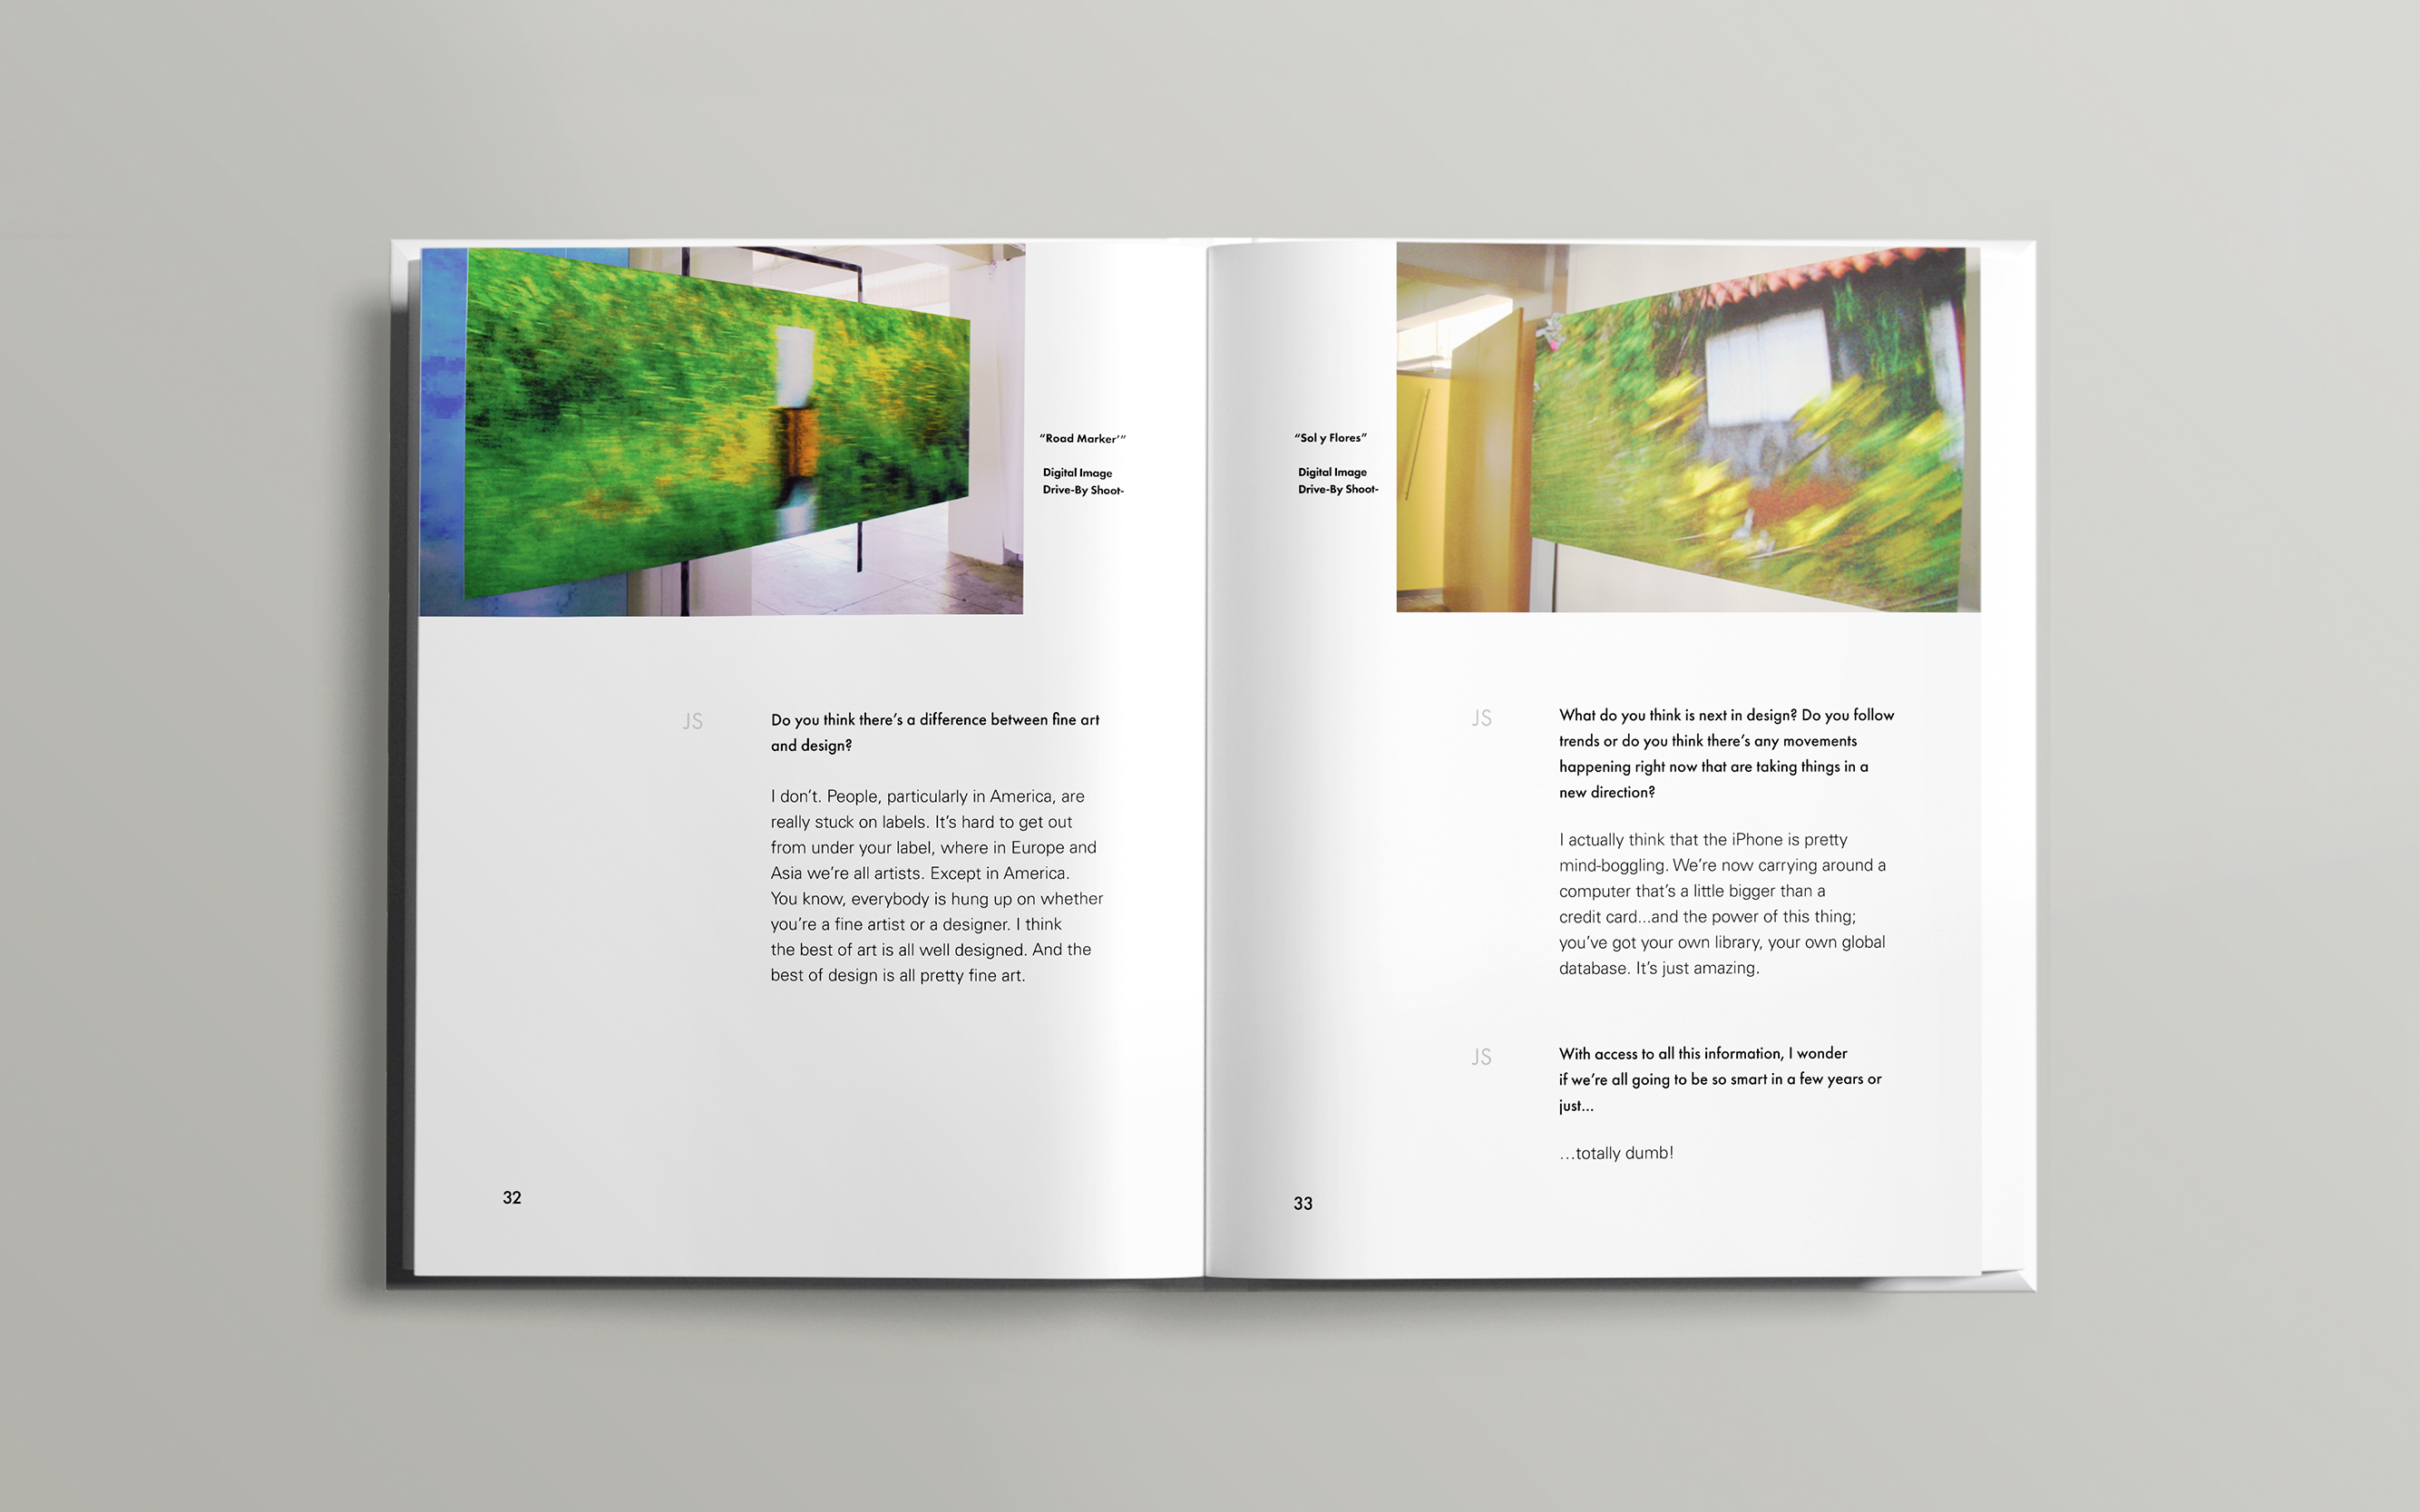 “Road Marker’”
Digital Image
Drive-By Shoot-
JS
Do you think there’s a difference between fine art
and design?
I don’t. People, particularly in America, are
really stuck on labels. It’s hard to get out
from under your label, where in Europe and
Asia we’re all artists. Except in America.
You know, everybody is hung up on whether
you’re a fine artist or a designer. I think
the best of art is all well designed. And the
best of design is all pretty fine art.
32
“Sol y Flores”
Digital Image
Drive-By Shoot-
JS
What do you think is next in design? Do you follow
trends or do you think there’s any movements
happening right now that are taking things in a
new direction?
I actually think that the iPhone is pretty
mind-boggling. We’re now carrying around a
computer that’s a little bigger than a
credit card...and the power of this thing;
you’ve got your own library, your own global
database. It’s just amazing.
JS
With access to all this information, I wonder
if we’re all going to be so smart in a few years or
just...
...totally dumb!
33